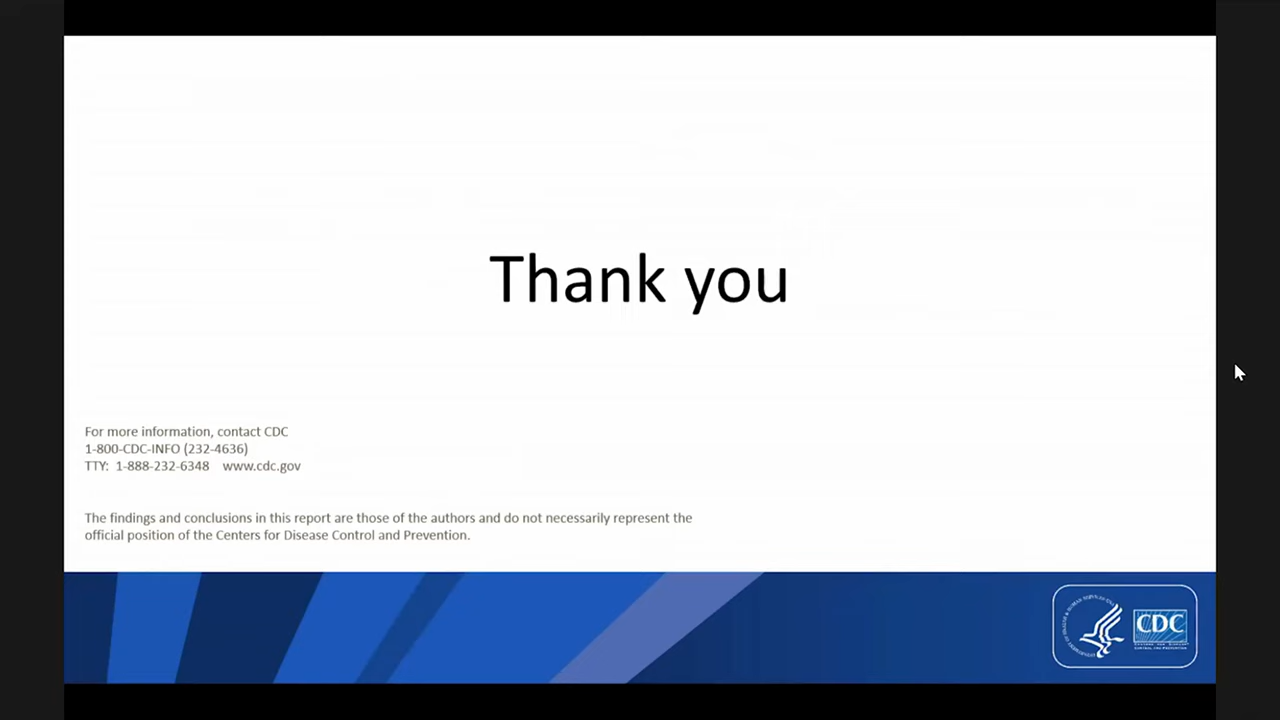 Thank you
For more information, contact CDC
1-800-CDC-INFO (232-4636)
TTY:  1-888-232-6348    www.cdc.gov
The findings and conclusions in this report are those of the authors and do not necessarily represent the
official position of the Centers for Disease Control and Prevention.
CDC